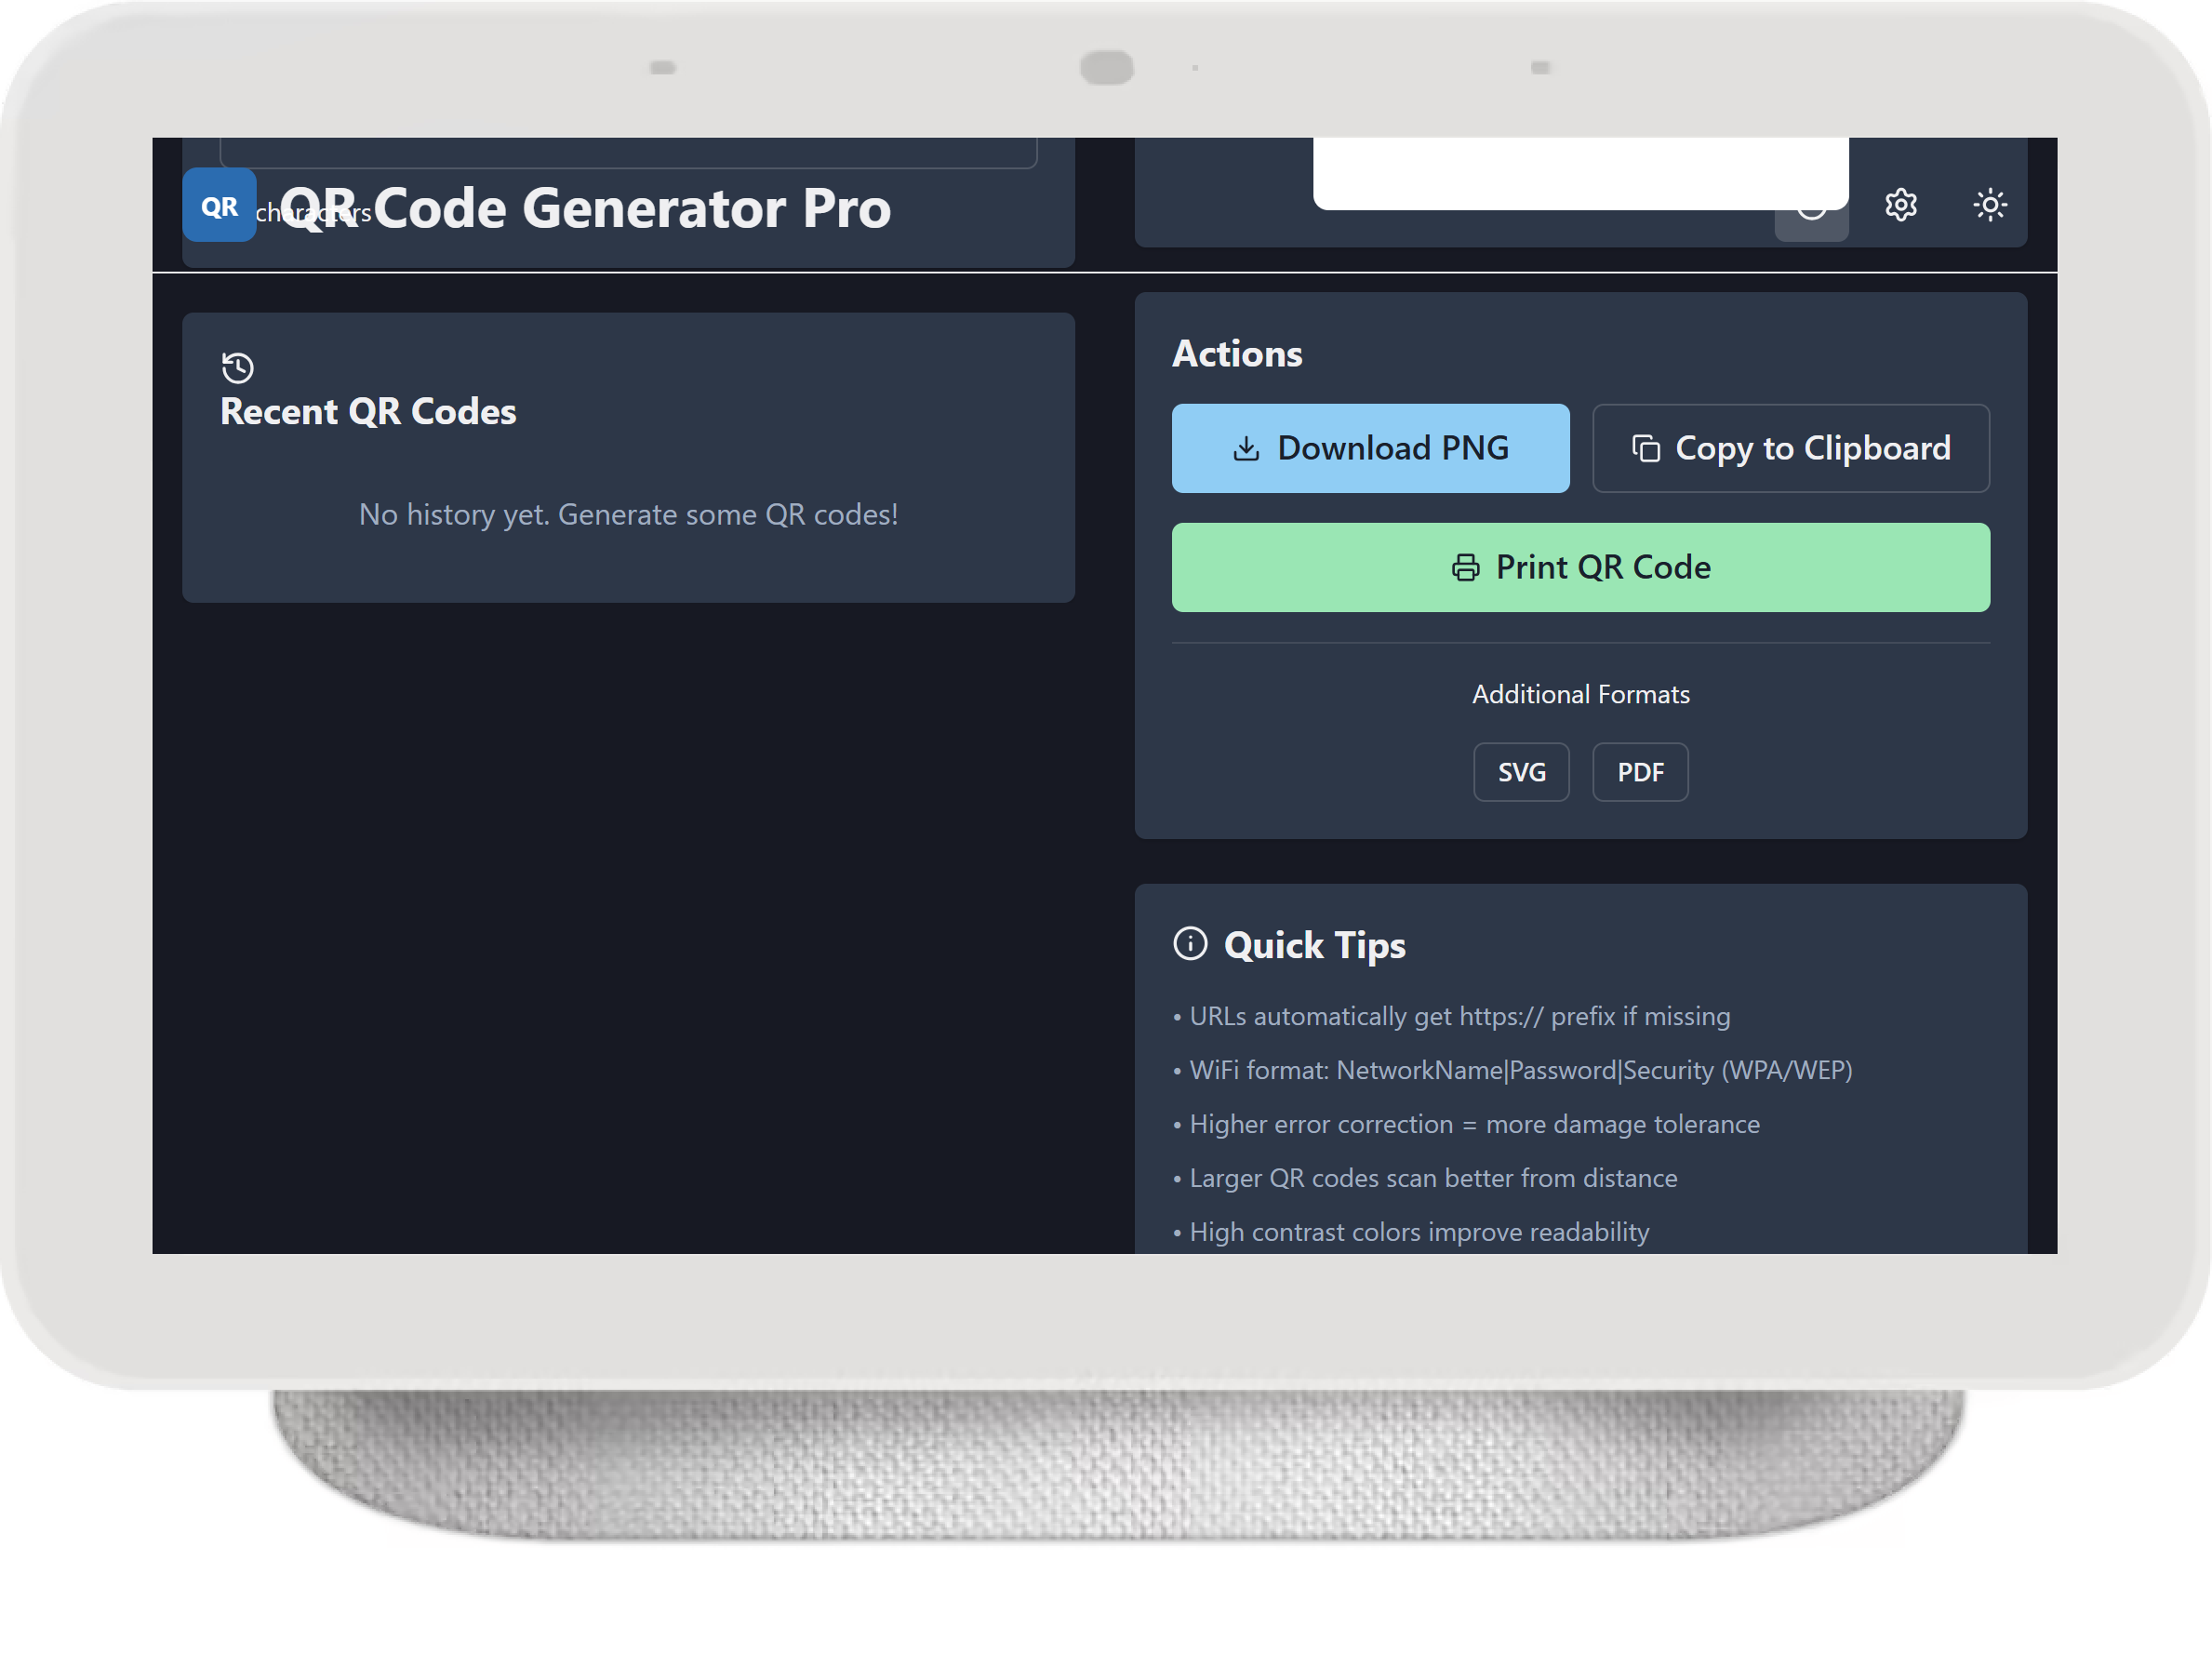 QR
characters
QR Code Generator Pro
Recent QR Codes
No history yet. Generate some QR codes!
Actions
Download PNG
Copy to Clipboard
Print QR Code
Additional Formats
SVG
PDF
Quick Tips
• URLs automatically get https:// prefix if missing
• WiFi format: NetworkName|Password|Security (WPA/WEP)
• Higher error correction = more damage tolerance
• Larger QR codes scan better from distance
• High contrast colors improve readability